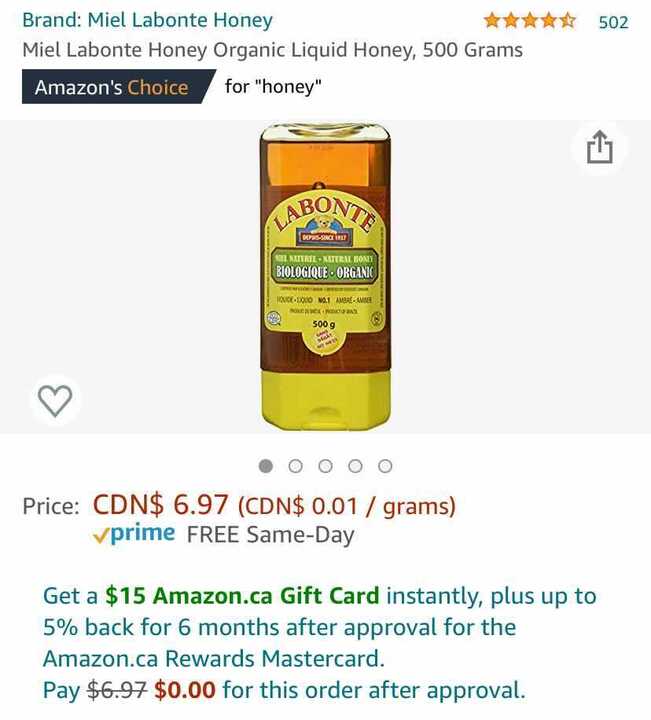 Brand: Miel Labonte Honey
502
Miel Labonte Honey Organic Liquid Honey, 500 Grams
Amazon's Choice for "honey"
LABONTÉ
DEPUIS·SINCE 1937
MIEL NATUREL • NATURAL HONEY
BIOLOGIQUE • ORGANIC
LIQUIDE • LIQUID NO.1 AMBRÉ • AMBER
PRODUIT DU BRÉSIL • PRODUCT OF BRAZIL
500 g
Price: CDN$ 6.97 (CDN$ 0.01 / grams)
prime FREE Same-Day
Get a $15 Amazon.ca Gift Card instantly, plus up to
5% back for 6 months after approval for the
Amazon.ca Rewards Mastercard.
Pay $6.97 $0.00 for this order after approval.